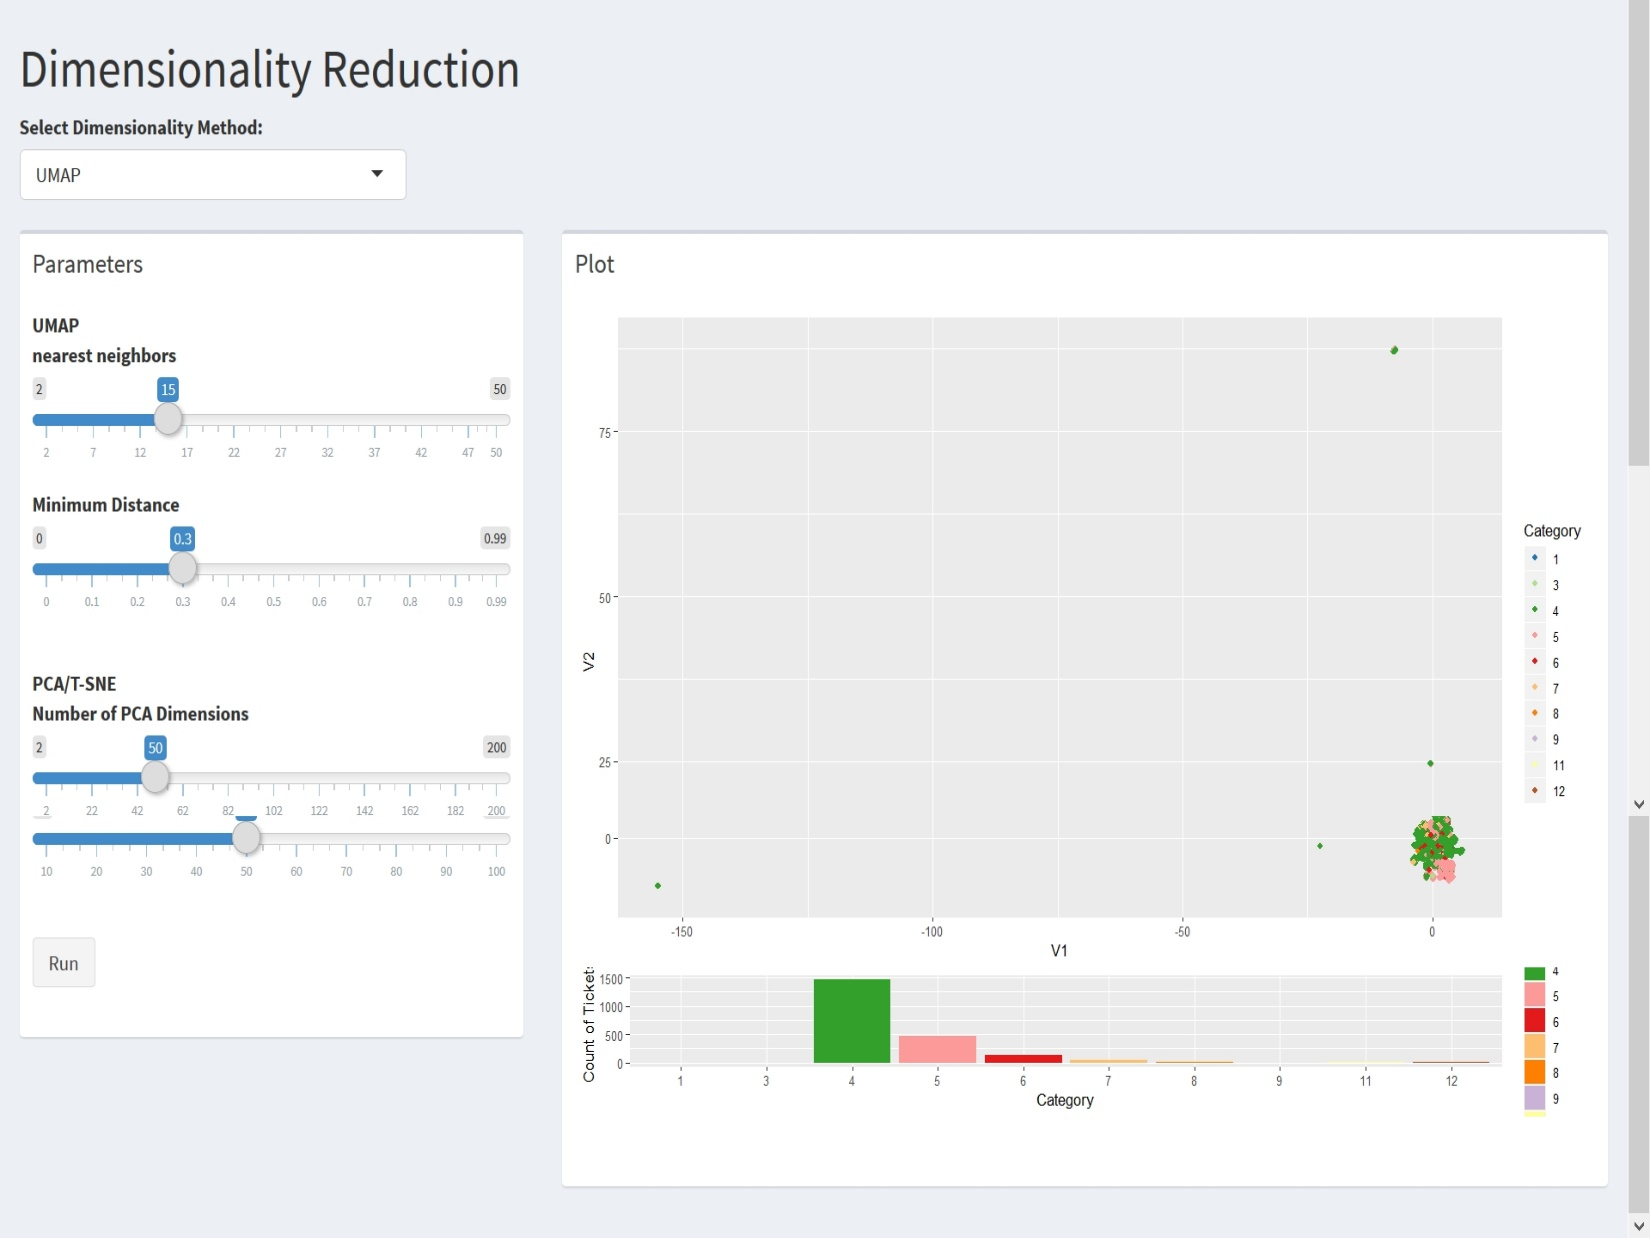 Dimensionality Reduction
Select Dimensionality Method:
UMAP
Parameters
UMAP
nearest neighbors
2 15 50
2 7 12 17 22 27 32 37 42 47 50
Minimum Distance
0 0.3 0.99
0 0.1 0.2 0.3 0.4 0.5 0.6 0.7 0.8 0.9 0.99
PCA/T-SNE
Number of PCA Dimensions
2 50 200
2 22 42 62 82 102 122 142 162 182 200
10 20 30 40 50 60 70 80 90 100
Run
Plot
75
50
25
0
V2
-150 -100 -50 0
V1
Category
1
3
4
5
6
7
8
9
11
12
Count of Tickets
1500
1000
500
0
1 3 4 5 6 7 8 9 11 12
Category
4
5
6
7
8
9